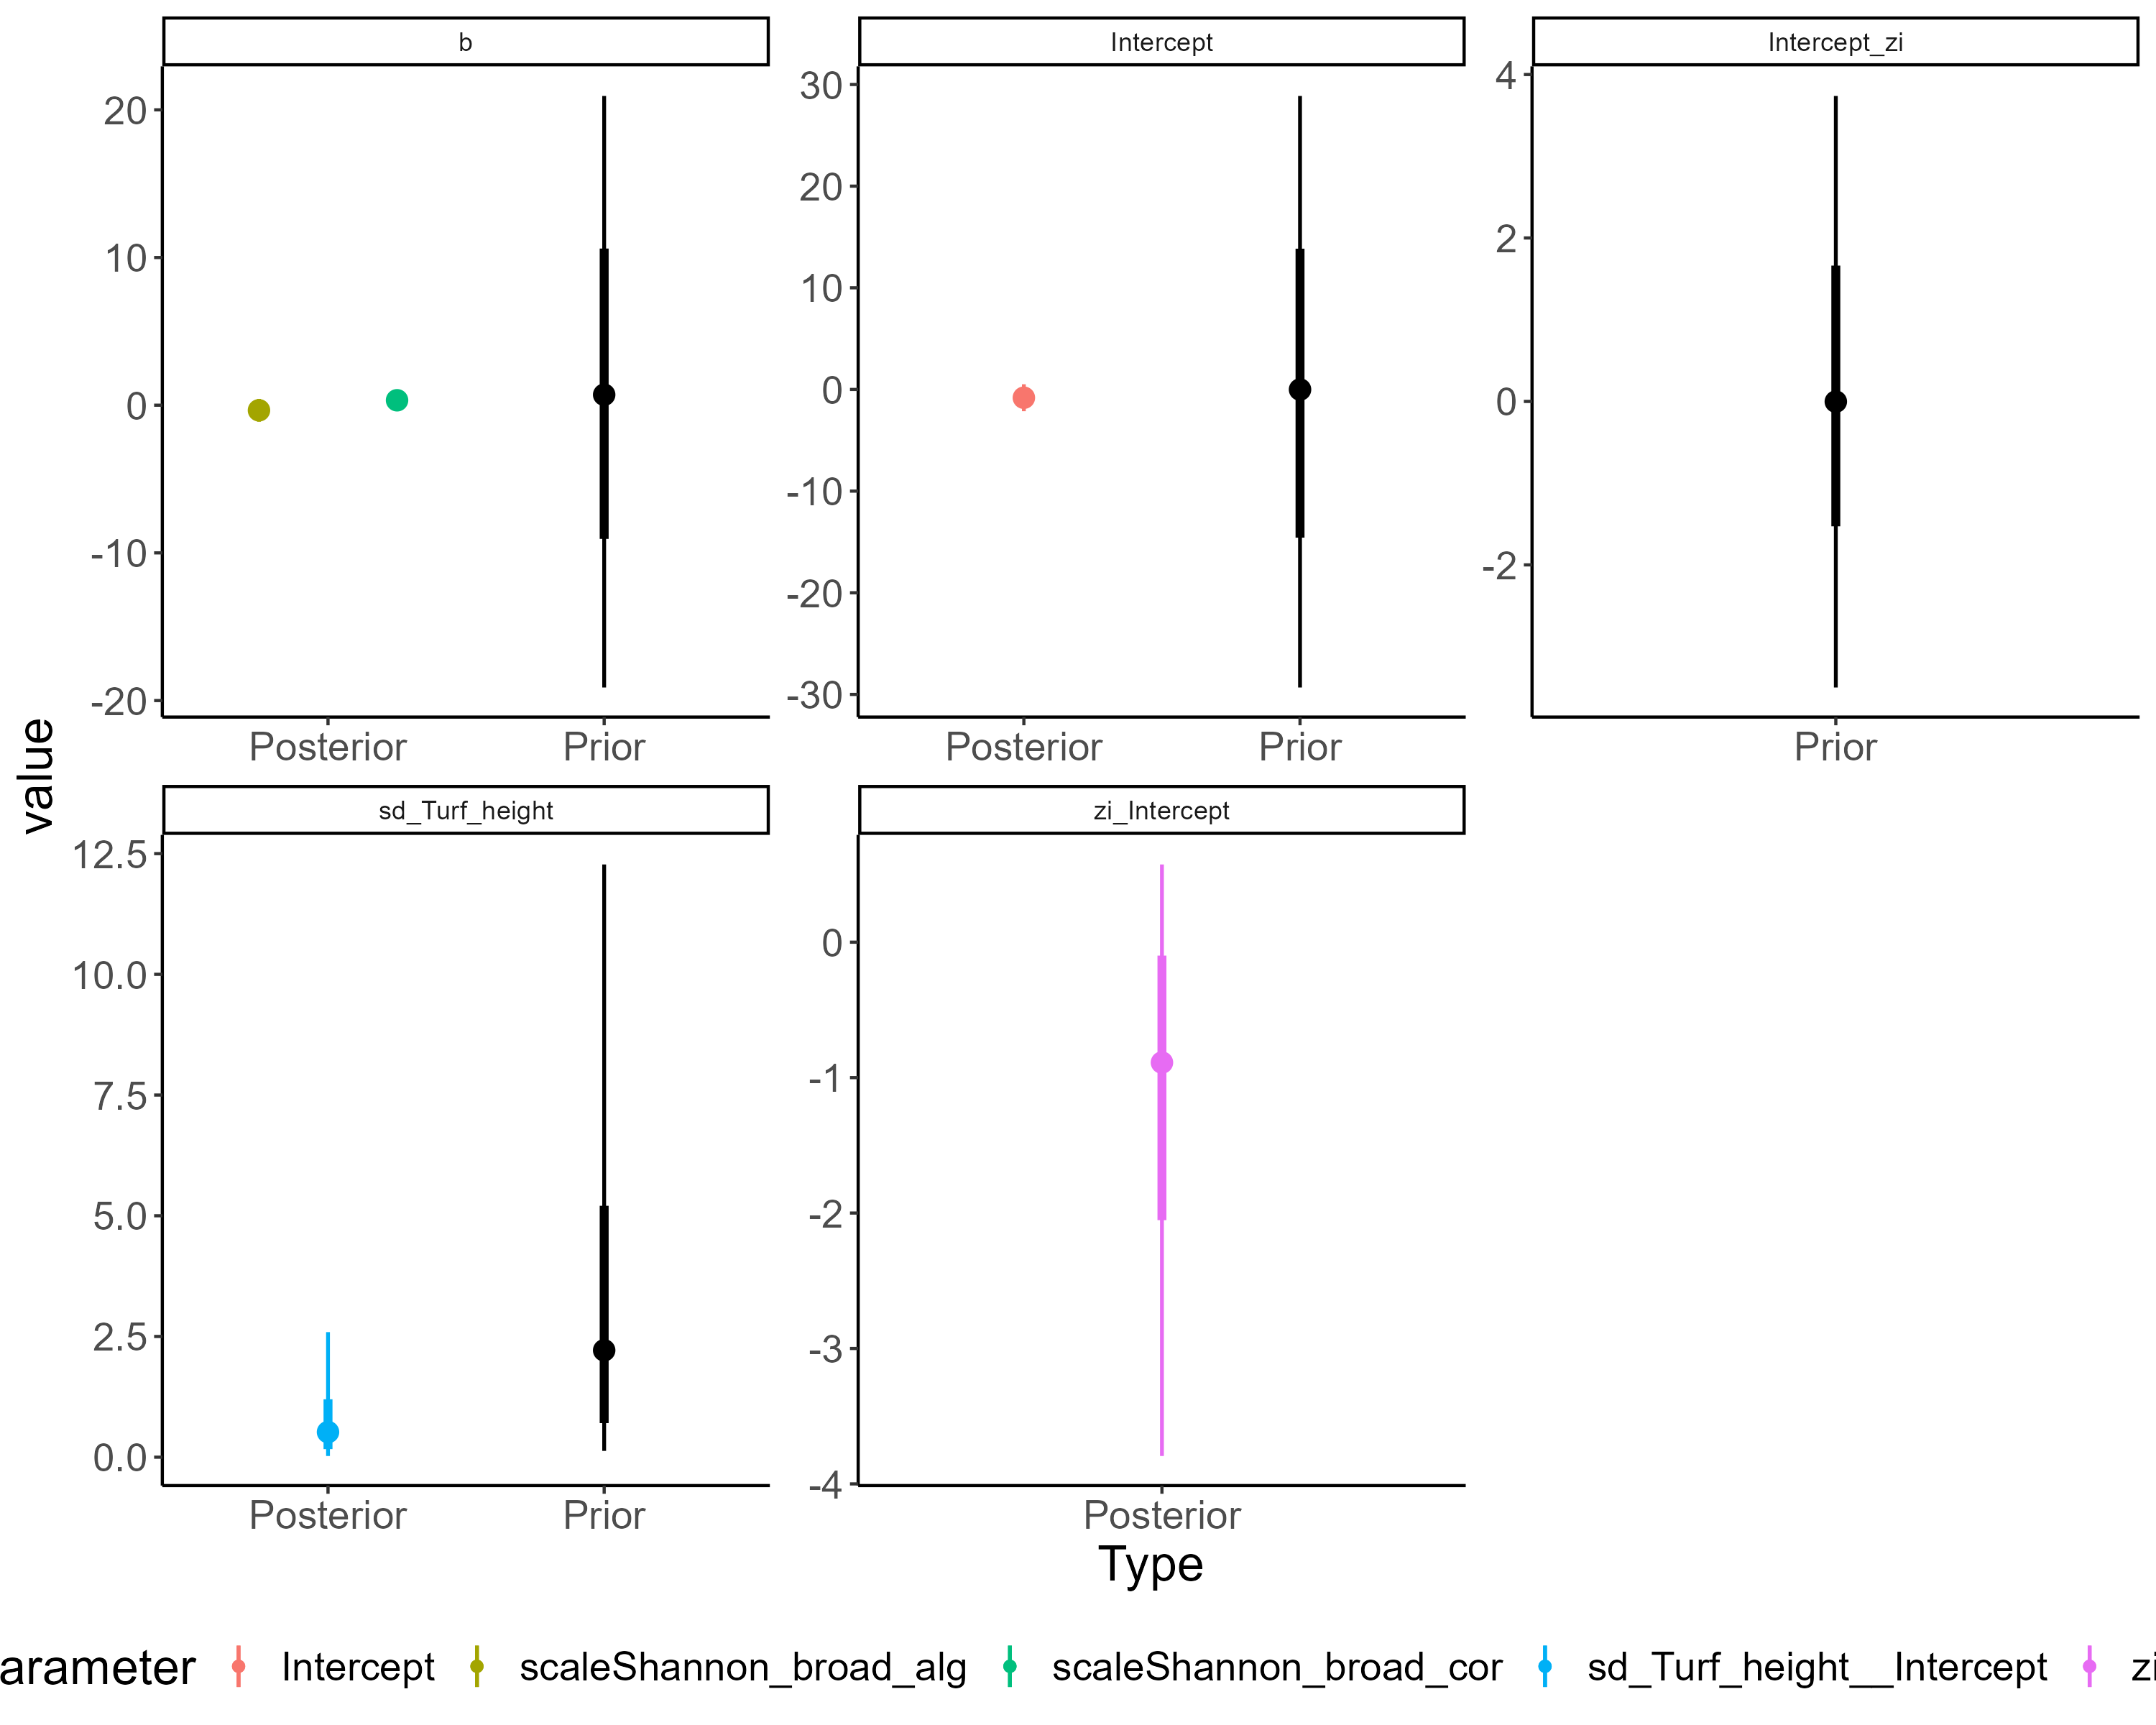 b
Intercept
Intercept_zi
20
10
0
-10
-20
30
20
10
0
-10
-20
-30
4
2
0
-2
Posterior
Prior
Posterior
Prior
Prior
value
sd_Turf_height
zi_Intercept
12.5
10.0
7.5
5.0
2.5
0.0
0
-1
-2
-3
-4
Posterior
Prior
Posterior
Type
arameter Intercept scaleShannon_broad_alg scaleShannon_broad_cor sd_Turf_height__Intercept zi